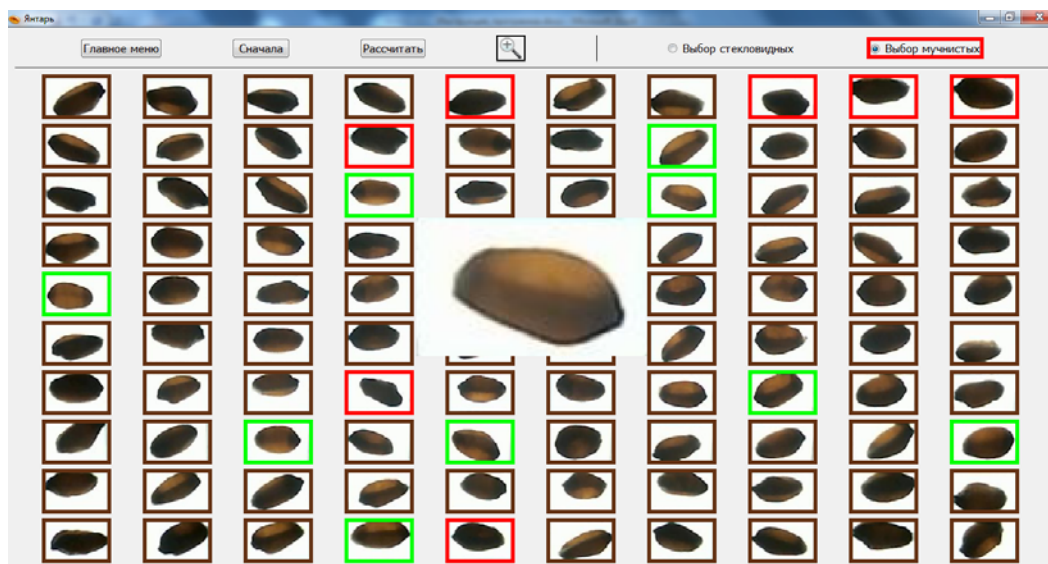 Янтарь
Главное меню
Сначала
Рассчитать
Выбор стекловидных
Выбор мучнистых